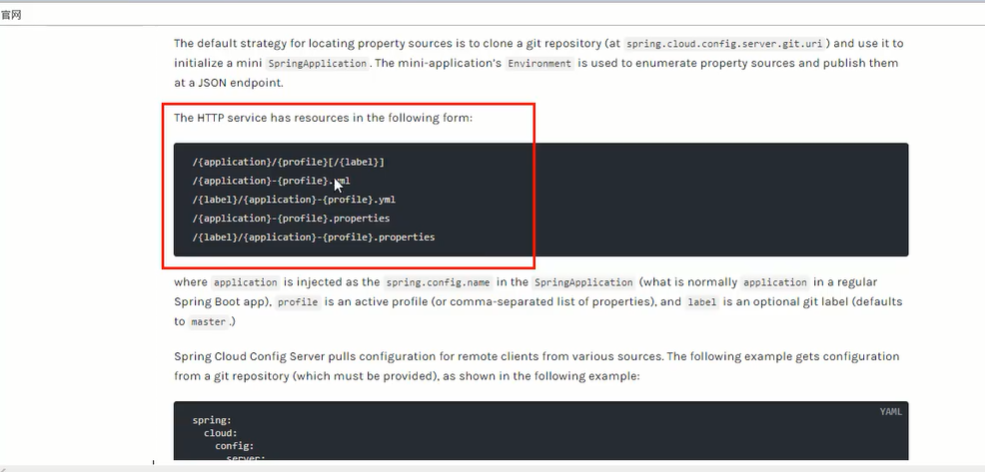 官网
The default strategy for locating property sources is to clone a git repository (at spring.cloud.config.server.git.uri) and use it to
initialize a mini SpringApplication. The mini-application's Environment is used to enumerate property sources and publish them
at a JSON endpoint.
The HTTP service has resources in the following form:
/{application}/{profile}[/{label}]
/{application}-{profile}.yml
/{label}/{application}-{profile}.yml
/{application}-{profile}.properties
/{label}/{application}-{profile}.properties
where application is injected as the spring.config.name in the SpringApplication (what is normally application in a regular
Spring Boot app), profile is an active profile (or comma-separated list of properties), and label is an optional git label (defaults
to master.)
Spring Cloud Config Server pulls configuration for remote clients from various sources. The following example gets configuration
from a git repository (which must be provided), as shown in the following example:
YAML
spring:
cloud:
config:
server: